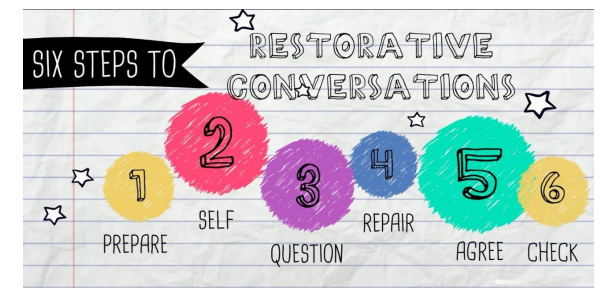 SIX STEPS TO
RESTORATIVE
CONVERSATIONS
1
PREPARE
2
SELF
3
QUESTION
4
REPAIR
5
AGREE
6
CHECK